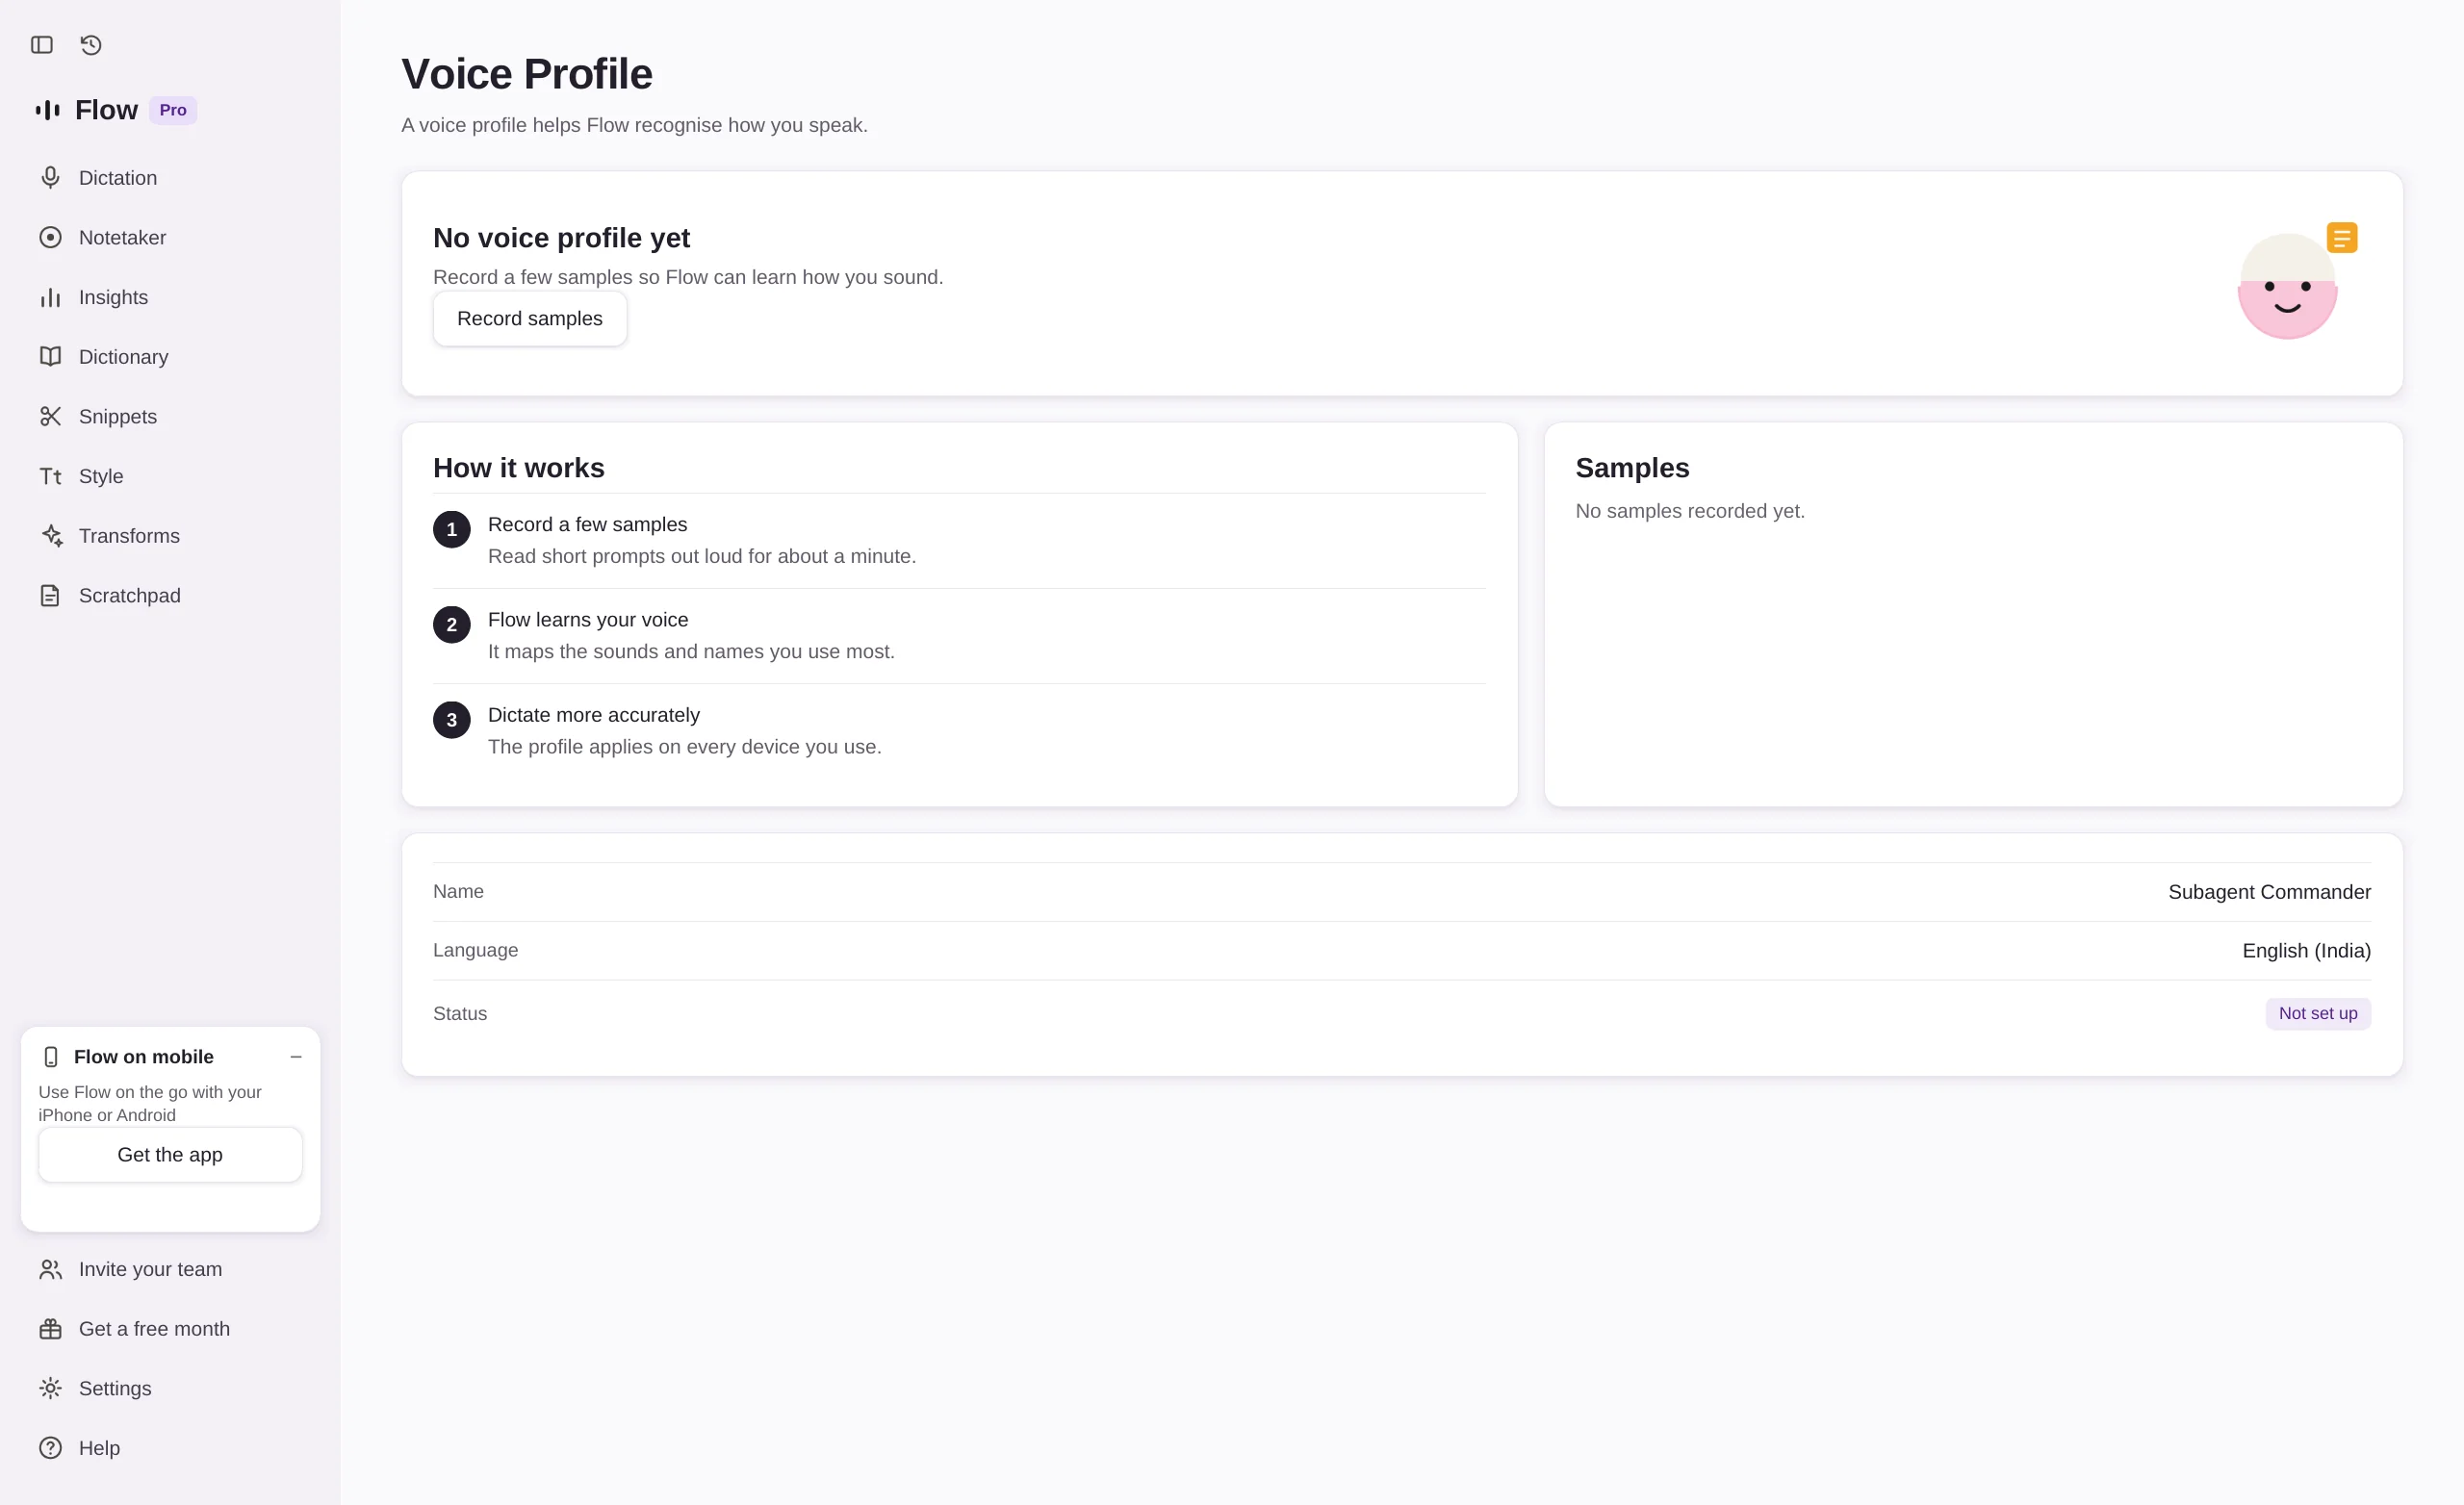 Flow Pro
Dictation
Notetaker
Insights
Dictionary
Snippets
Style
Transforms
Scratchpad
Flow on mobile
Use Flow on the go with your
iPhone or Android
Get the app
Invite your team
Get a free month
Settings
Help
Voice Profile
A voice profile helps Flow recognise how you speak.
No voice profile yet
Record a few samples so Flow can learn how you sound.
Record samples
How it works
1 Record a few samples
Read short prompts out loud for about a minute.
2 Flow learns your voice
It maps the sounds and names you use most.
3 Dictate more accurately
The profile applies on every device you use.
Samples
No samples recorded yet.
Name Subagent Commander
Language English (India)
Status Not set up